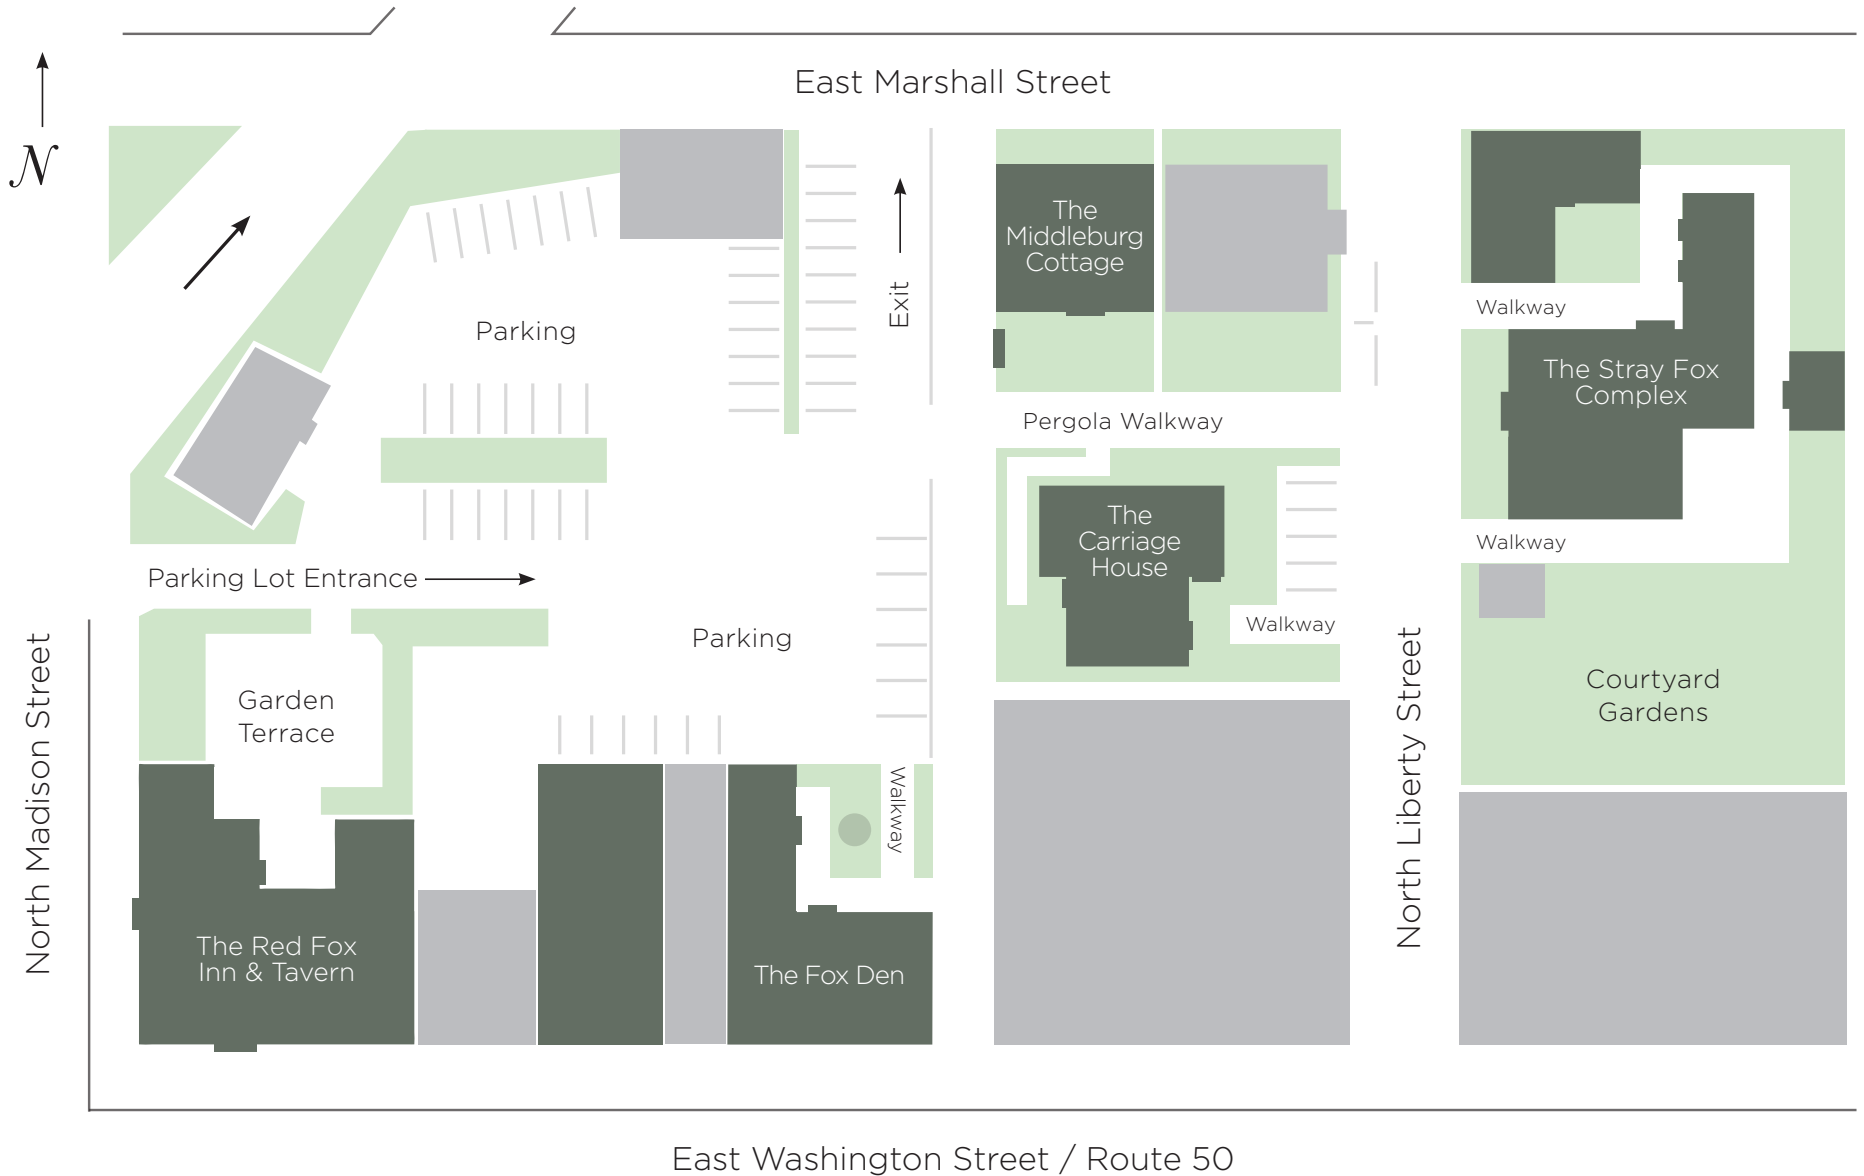 East Marshall Street
N
The
Middleburg
Cottage
Exit
Walkway
Parking
The Stray Fox
Complex
Pergola Walkway
The
Carriage
House
Walkway
Parking Lot Entrance
Walkway
Parking
Garden
Terrace
Courtyard
Gardens
North Madison Street
North Liberty Street
Walkway
The Red Fox
Inn & Tavern
The Fox Den
East Washington Street / Route 50